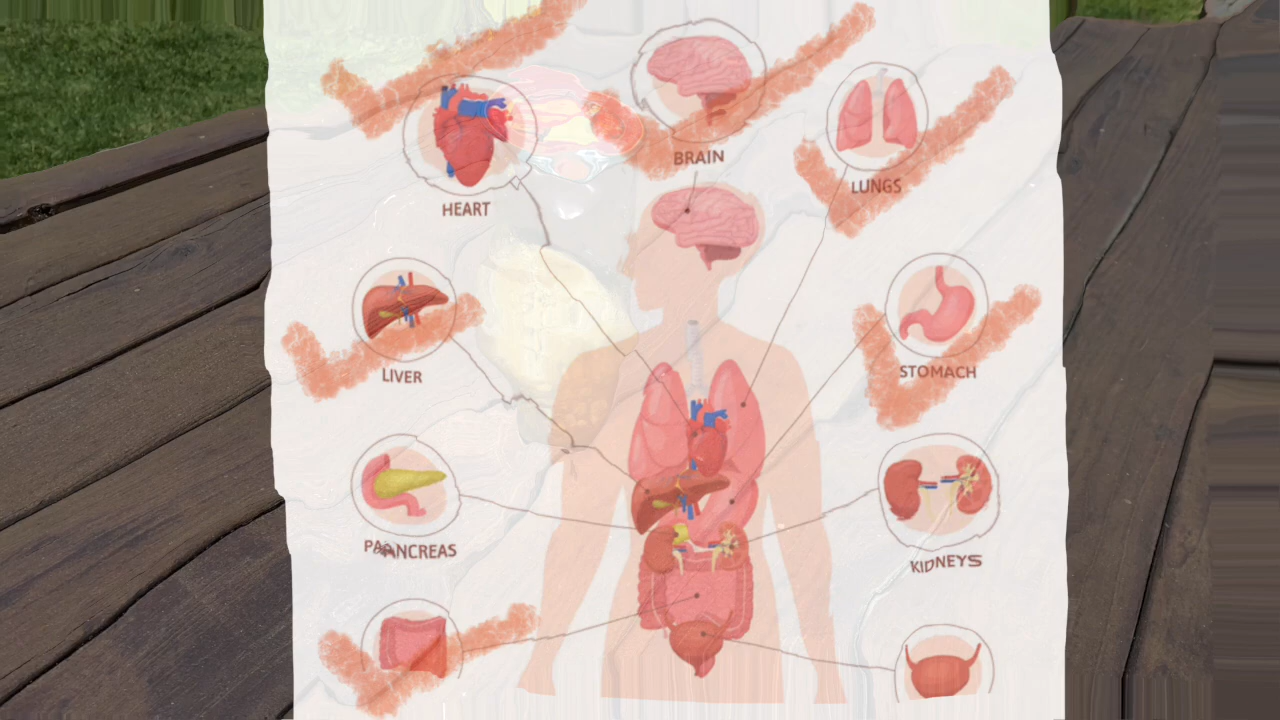 BRAIN
LUNGS
HEART
LIVER
STOMACH
PAANCREAS
KIDNEYS